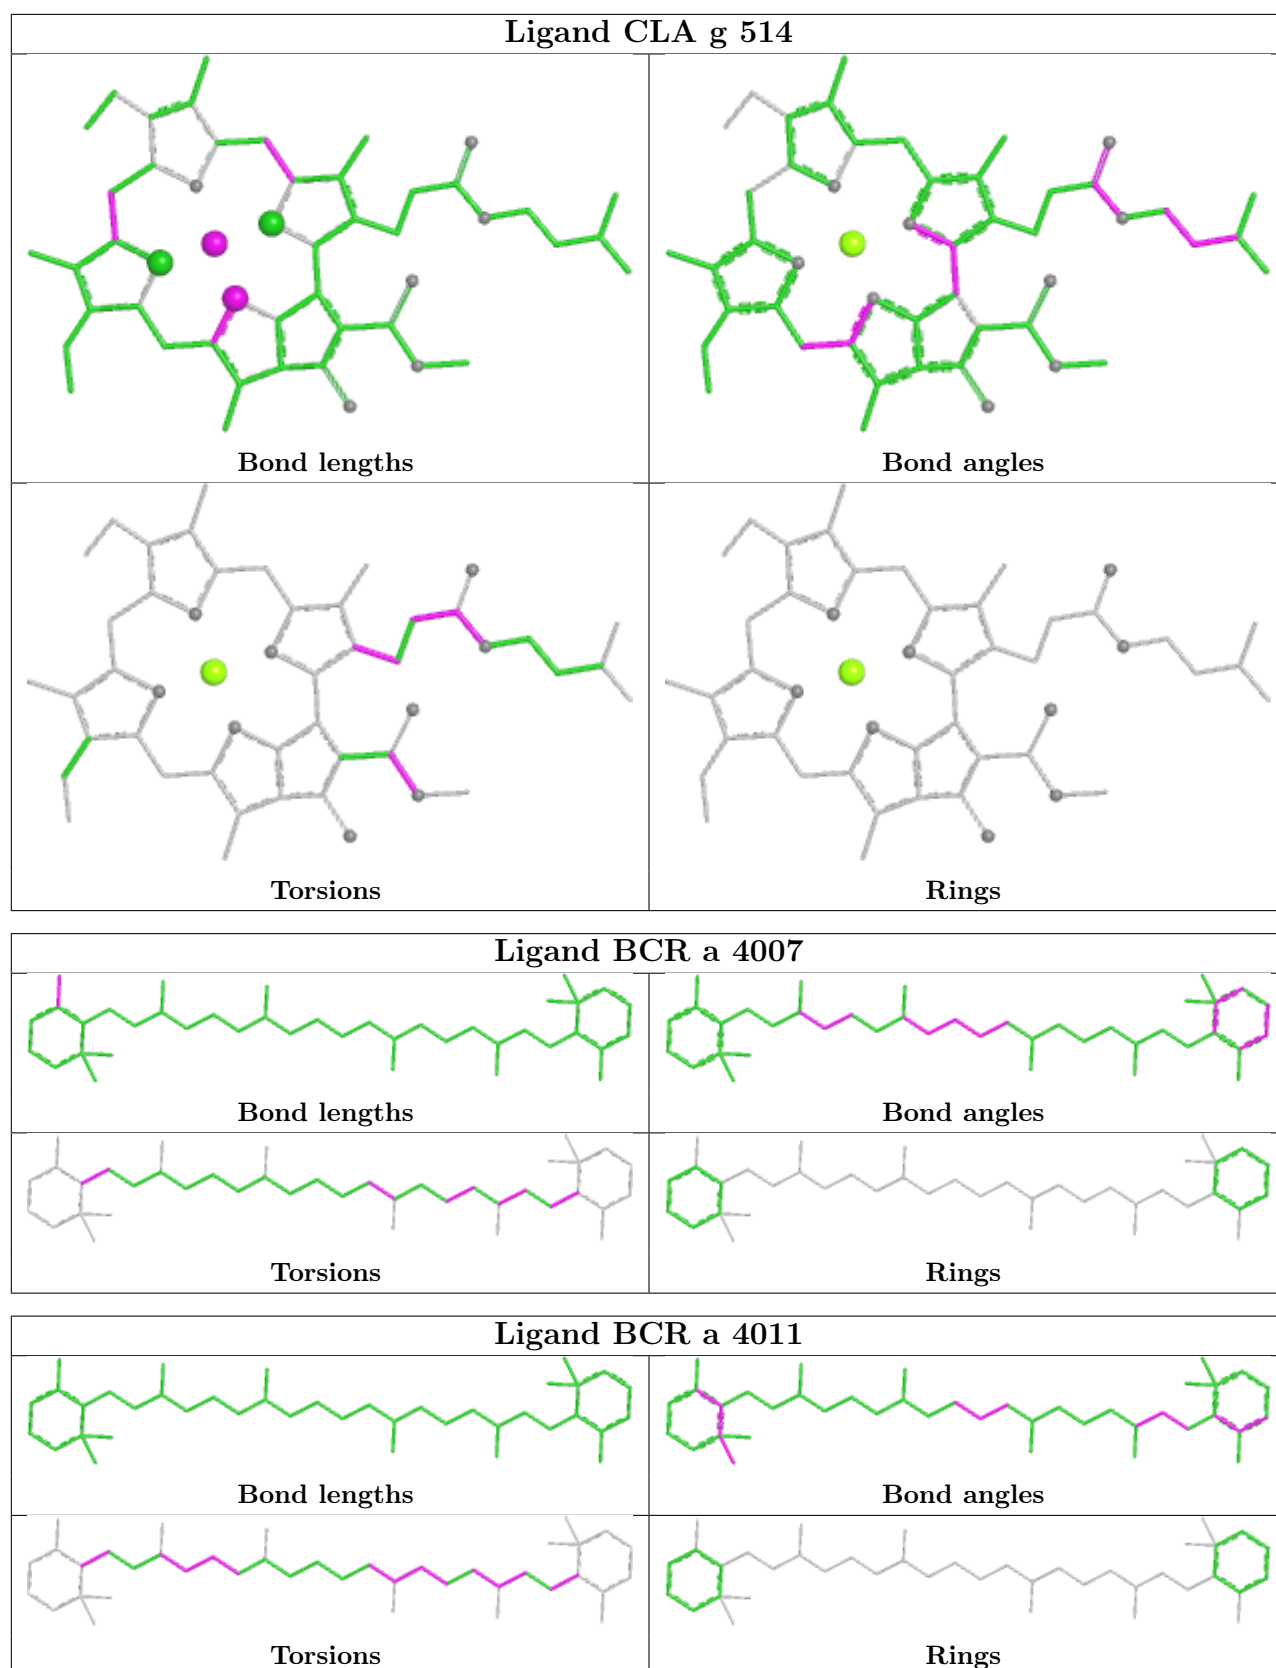 Ligand CLA g 514
Bond lengths
Bond angles
Torsions
Rings
Ligand BCR a 4007
Bond lengths
Bond angles
Torsions
Rings
Ligand BCR a 4011
Bond lengths
Bond angles
Torsions
Rings